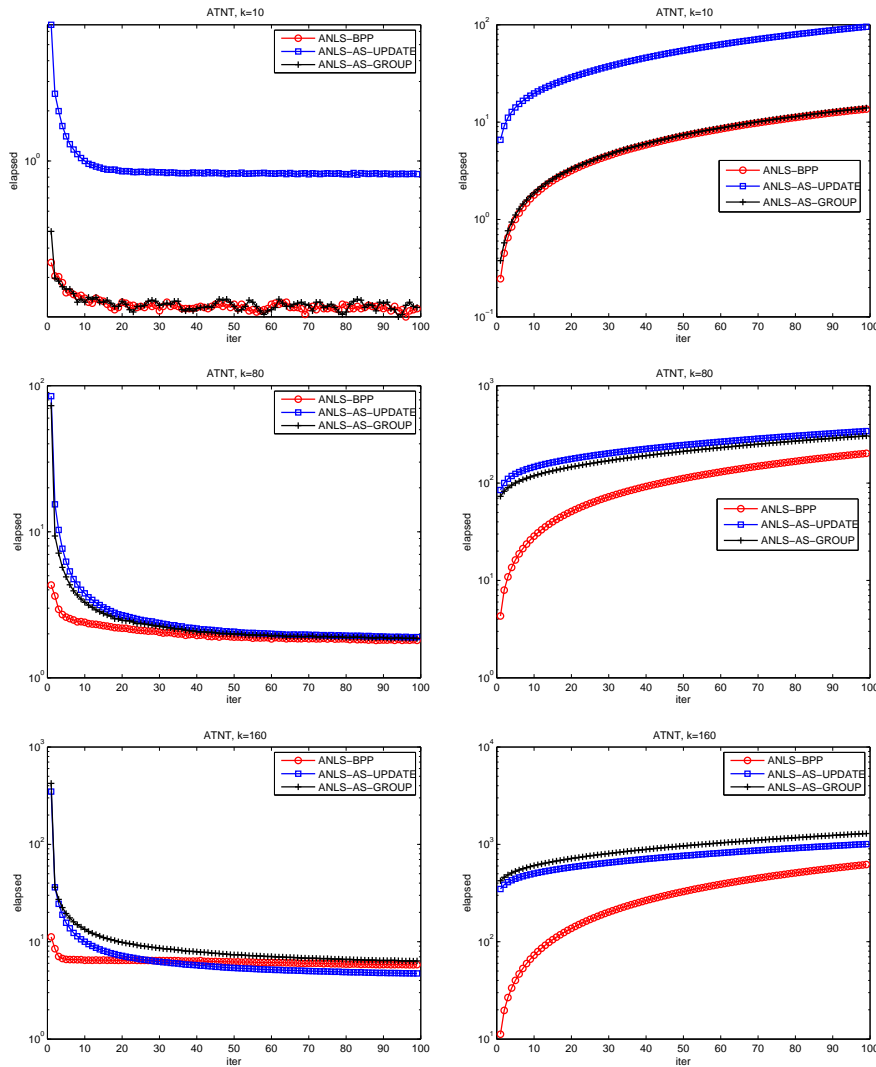 ATNT, k=10
elapsed
10^0
ANLS−BPP
ANLS−AS−UPDATE
ANLS−AS−GROUP
0 10 20 30 40 50 60 70 80 90 100
iter
ATNT, k=10
elapsed
10^2
10^1
10^0
10^−1
ANLS−BPP
ANLS−AS−UPDATE
ANLS−AS−GROUP
0 10 20 30 40 50 60 70 80 90 100
iter
ATNT, k=80
elapsed
10^2
10^1
10^0
ANLS−BPP
ANLS−AS−UPDATE
ANLS−AS−GROUP
0 10 20 30 40 50 60 70 80 90 100
iter
ATNT, k=80
elapsed
10^3
10^2
10^1
10^0
ANLS−BPP
ANLS−AS−UPDATE
ANLS−AS−GROUP
0 10 20 30 40 50 60 70 80 90 100
iter
ATNT, k=160
elapsed
10^3
10^2
10^1
10^0
ANLS−BPP
ANLS−AS−UPDATE
ANLS−AS−GROUP
0 10 20 30 40 50 60 70 80 90 100
iter
ATNT, k=160
elapsed
10^4
10^3
10^2
10^1
ANLS−BPP
ANLS−AS−UPDATE
ANLS−AS−GROUP
0 10 20 30 40 50 60 70 80 90 100
iter